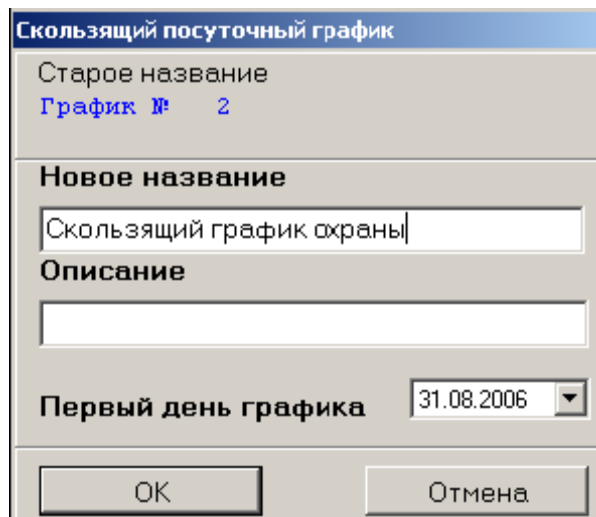 Скользящий посуточный график
Старое название
График № 2
Новое название
Скользящий график охраны
Описание
Первый день графика 31.08.2006
OK Отмена